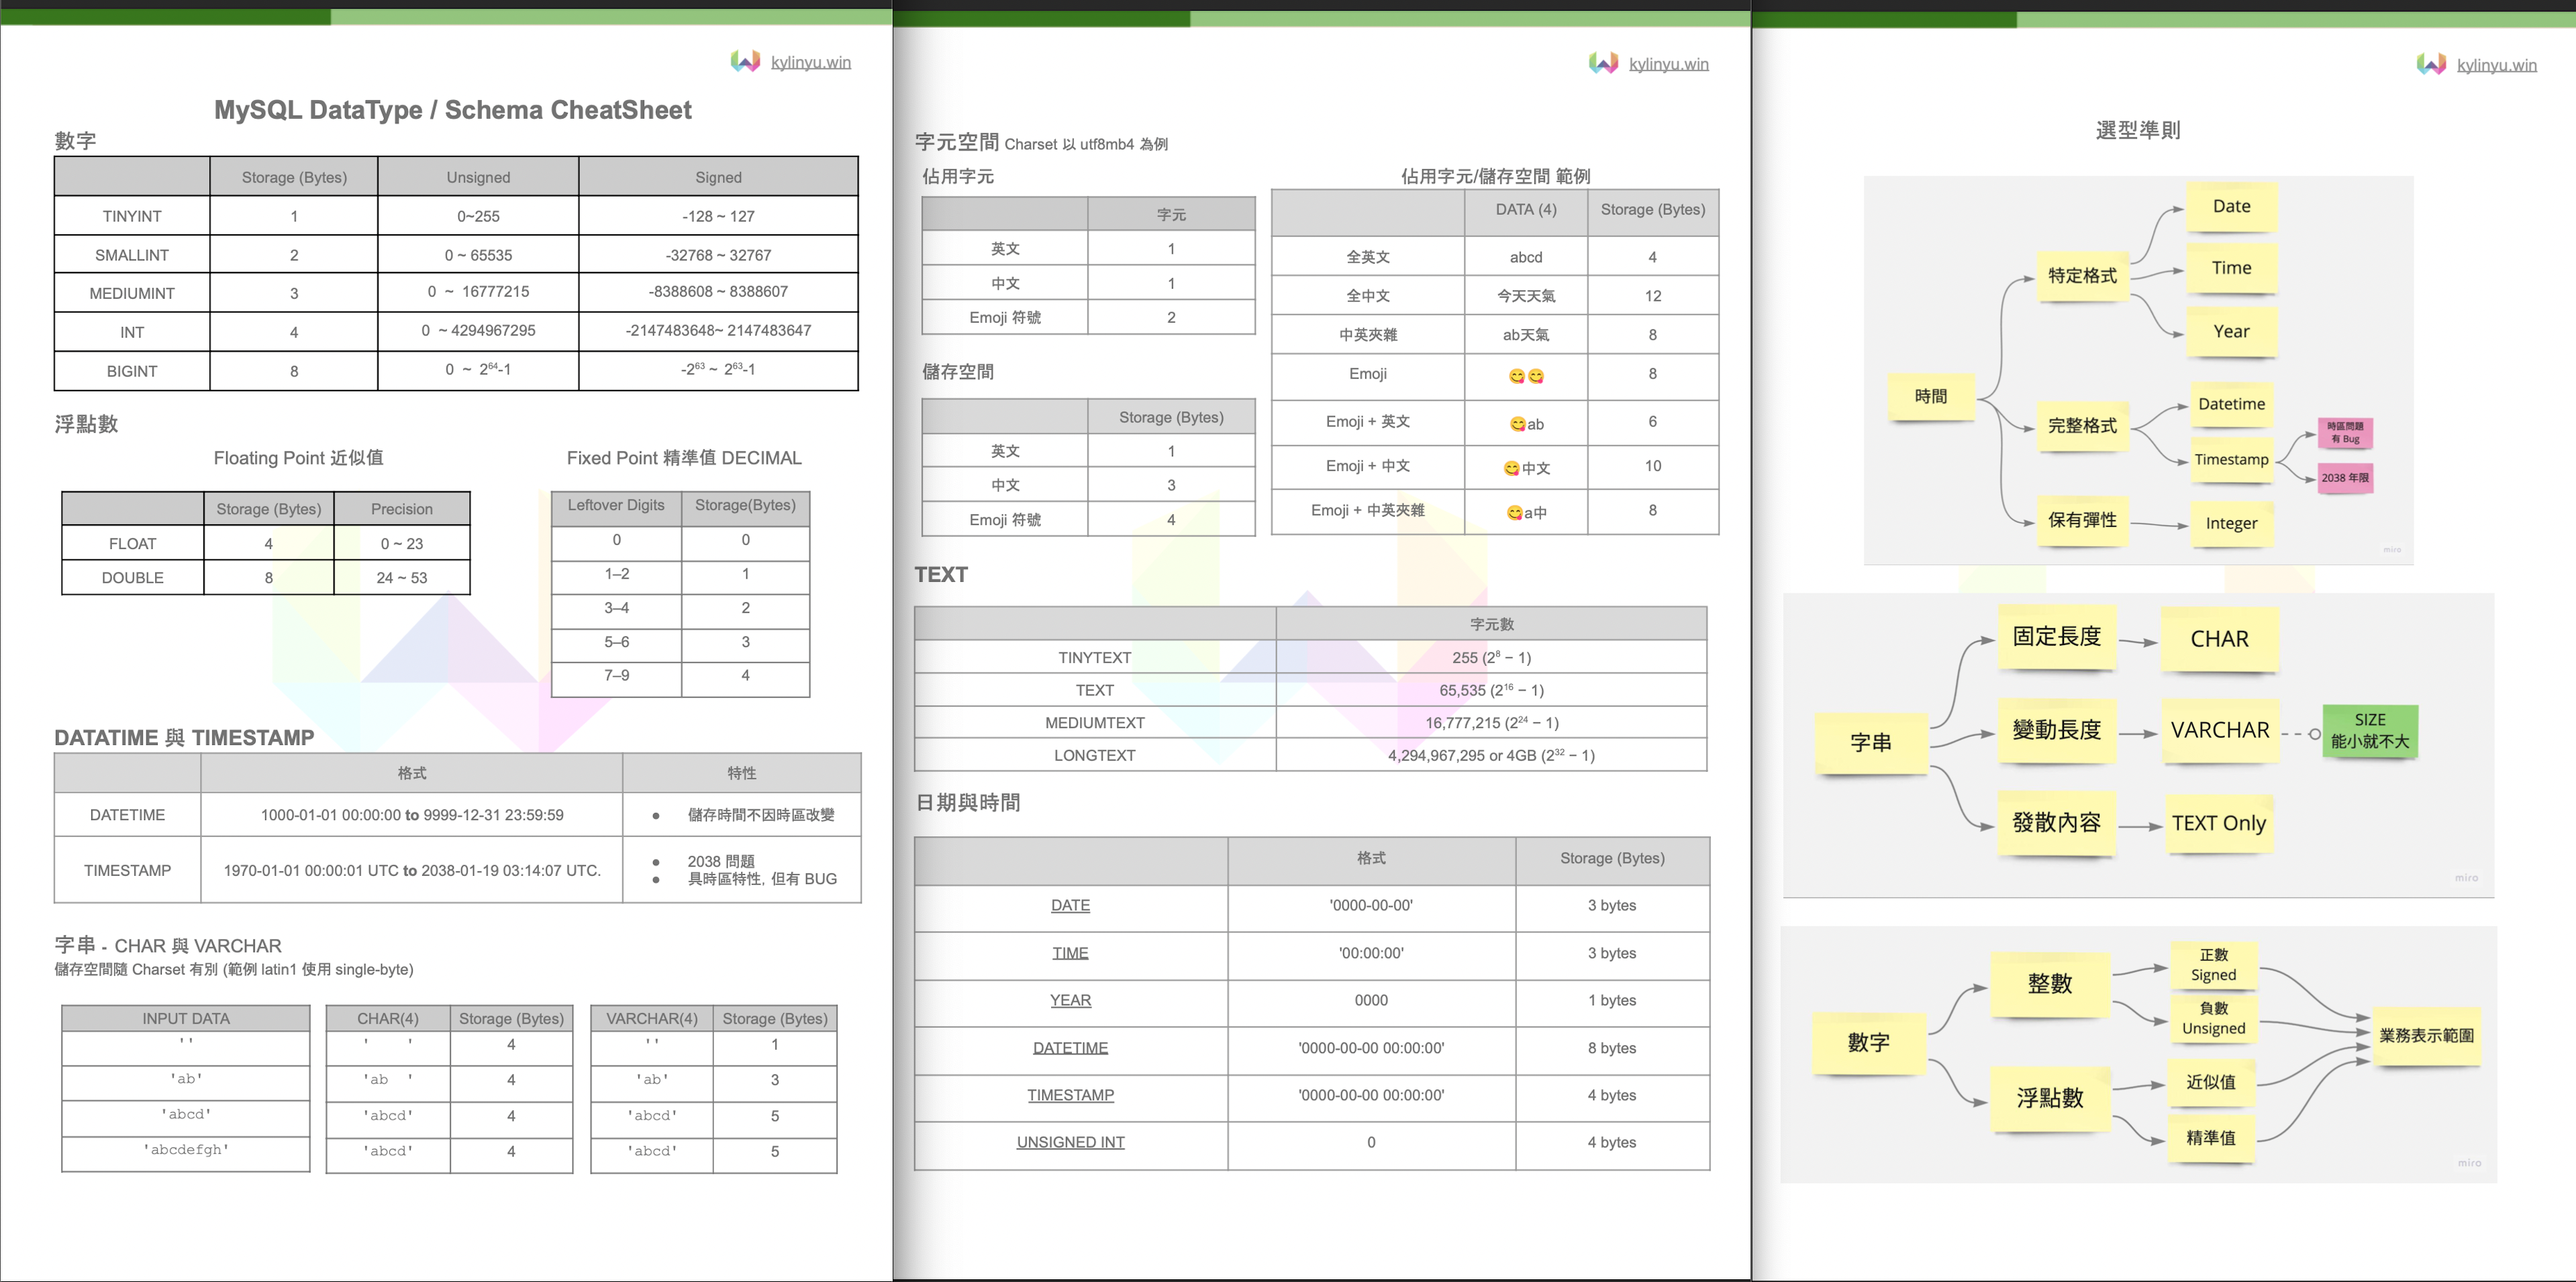 kylinyu.win
MySQL DataType / Schema CheatSheet
數字
Storage (Bytes) Unsigned Signed
TINYINT 1 0~255 -128 ~ 127
SMALLINT 2 0 ~ 65535 -32768 ~ 32767
MEDIUMINT 3 0 ~ 16777215 -8388608 ~ 8388607
INT 4 0 ~ 4294967295 -2147483648~ 2147483647
BIGINT 8 0 ~ 2⁶⁴-1 -2⁶³ ~ 2⁶³-1
浮點數
Floating Point 近似值
Storage (Bytes) Precision
FLOAT 4 0 ~ 23
DOUBLE 8 24 ~ 53
Fixed Point 精準值 DECIMAL
Leftover Digits Storage(Bytes)
0 0
1–2 1
3–4 2
5–6 3
7–9 4
DATATIME 與 TIMESTAMP
格式 特性
DATETIME 1000-01-01 00:00:00 to 9999-12-31 23:59:59 ● 儲存時間不因時區改變
TIMESTAMP 1970-01-01 00:00:01 UTC to 2038-01-19 03:14:07 UTC. ● 2038 問題
● 具時區特性, 但有 BUG
字串 - CHAR 與 VARCHAR
儲存空間隨 Charset 有別 (範例 latin1 使用 single-byte)
INPUT DATA CHAR(4) Storage (Bytes) VARCHAR(4) Storage (Bytes)
'' '    ' 4 '' 1
'ab' 'ab  ' 4 'ab' 3
'abcd' 'abcd' 4 'abcd' 5
'abcdefgh' 'abcd' 4 'abcd' 5
kylinyu.win
字元空間 Charset 以 utf8mb4 為例
佔用字元
字元
英文 1
中文 1
Emoji 符號 2
儲存空間
Storage (Bytes)
英文 1
中文 3
Emoji 符號 4
佔用字元/儲存空間 範例
DATA (4) Storage (Bytes)
全英文 abcd 4
全中文 今天天氣 12
中英夾雜 ab天氣 8
Emoji 😋😋 8
Emoji + 英文 😋ab 6
Emoji + 中文 😋中文 10
Emoji + 中英夾雜 😋a中 8
TEXT
字元數
TINYTEXT 255 (2⁸ − 1)
TEXT 65,535 (2¹⁶ − 1)
MEDIUMTEXT 16,777,215 (2²⁴ − 1)
LONGTEXT 4,294,967,295 or 4GB (2³² − 1)
日期與時間
格式 Storage (Bytes)
DATE '0000-00-00' 3 bytes
TIME '00:00:00' 3 bytes
YEAR 0000 1 bytes
DATETIME '0000-00-00 00:00:00' 8 bytes
TIMESTAMP '0000-00-00 00:00:00' 4 bytes
UNSIGNED INT 0 4 bytes
kylinyu.win
選型準則
時間
特定格式
Date
Time
Year
完整格式
Datetime
Timestamp
時區問題
有 Bug
2038 年限
保有彈性
Integer
miro
字串
固定長度
CHAR
變動長度
VARCHAR
SIZE
能小就不大
發散內容
TEXT Only
miro
數字
整數
正數
Signed
負數
Unsigned
浮點數
近似值
精準值
業務表示範圍
miro